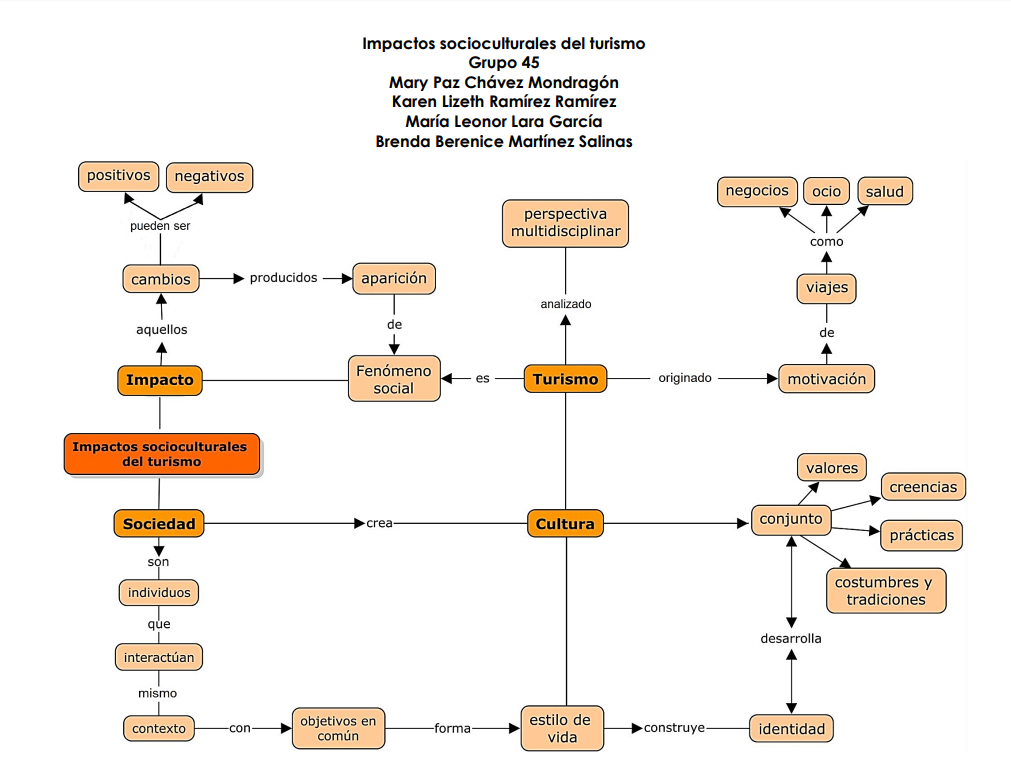 Impactos socioculturales del turismo
Grupo 45
Mary Paz Chávez Mondragón
Karen Lizeth Ramírez Ramírez
María Leonor Lara García
Brenda Berenice Martínez Salinas
positivos
negativos
pueden ser
cambios
producidos
aparición
aquellos
de
Impacto
Fenómeno
social
es
Turismo
originado
motivación
analizado
perspectiva
multidisciplinar
negocios
ocio
salud
como
viajes
de
Impactos socioculturales
del turismo
Sociedad
crea
Cultura
conjunto
valores
creencias
prácticas
costumbres y
tradiciones
desarrolla
son
individuos
que
interactúan
mismo
contexto
con
objetivos en
común
forma
estilo de
vida
construye
identidad